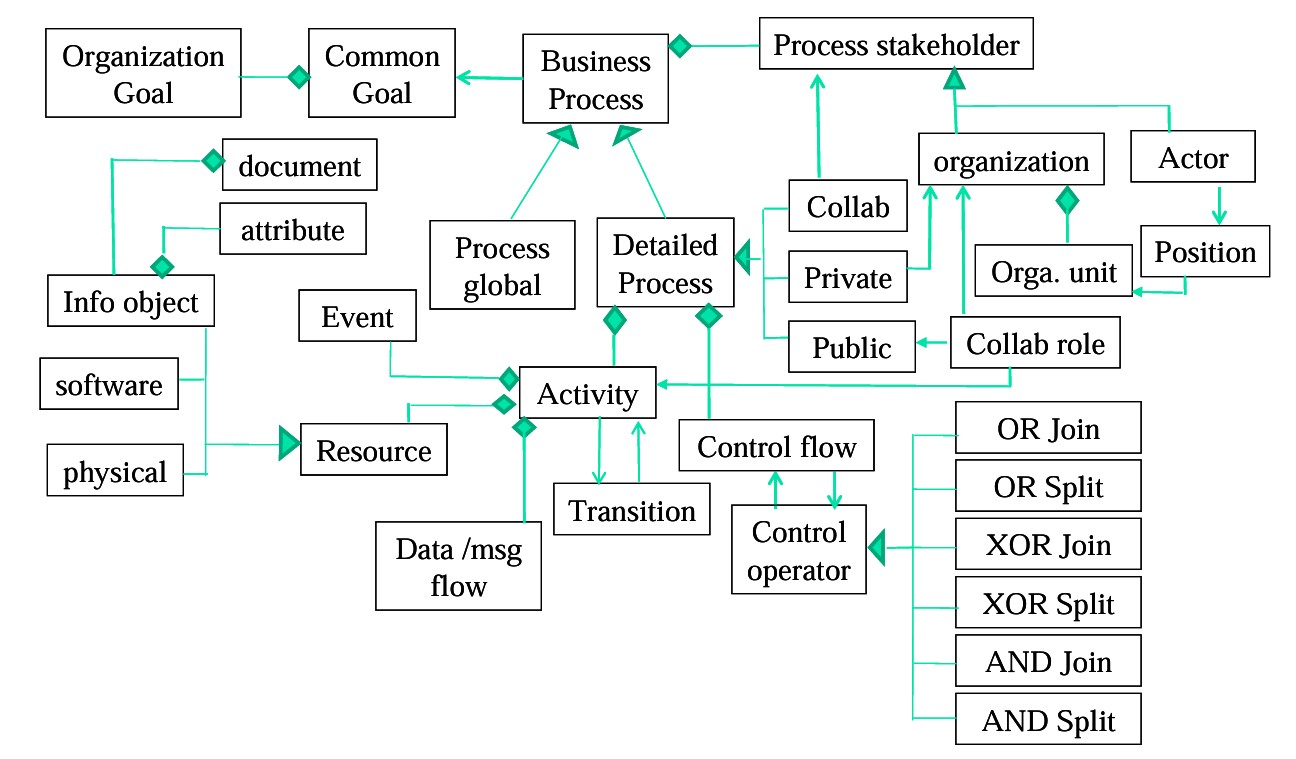 Organization
Goal
Common
Goal
Business
Process
Process stakeholder
document
attribute
Info object
organization
Actor
Collab
Process
global
Detailed
Process
Private
Orga. unit
Position
Event
Public
Collab role
software
Activity
physical
Resource
Control flow
OR Join
OR Split
Transition
Data /msg
flow
Control
operator
XOR Join
XOR Split
AND Join
AND Split